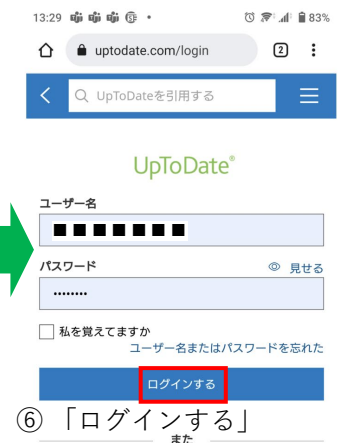 13:29
83%
uptodate.com/login
2
UpToDateを引用する
UpToDate®
ユーザー名
■ ■ ■ ■ ■ ■ ■
パスワード
見せる
••••••••
私を覚えてますか
ユーザー名またはパスワードを忘れた
ログインする
⑥ 「ログインする」
また